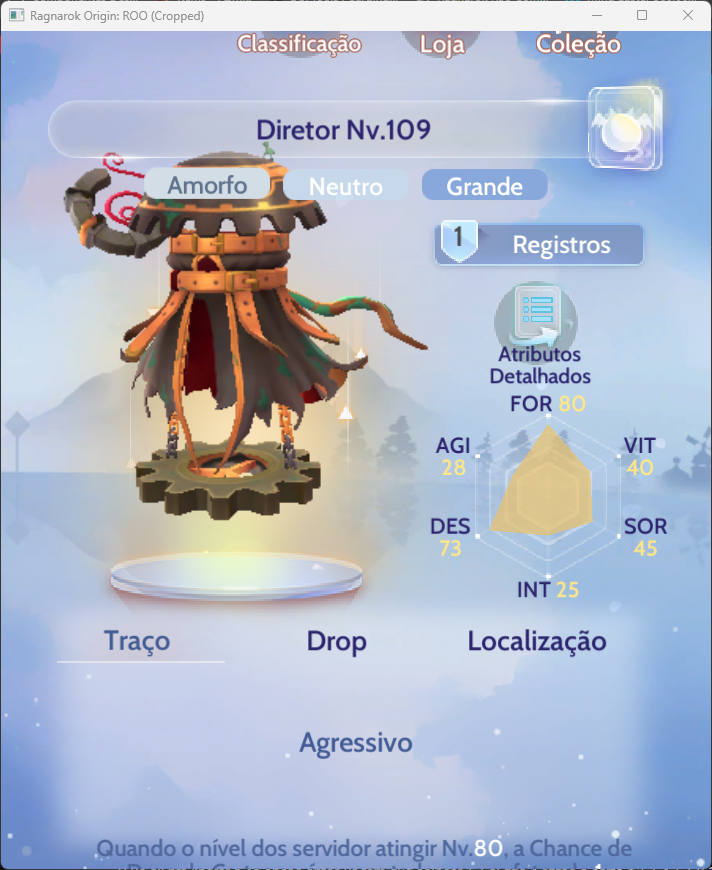 Ragnarok Origin: ROO (Cropped)
Classificação
Loja
Coleção
Diretor Nv.109
Amorfo
Neutro
Grande
1
Registros
Atributos
Detalhados
FOR 80
AGI
28
VIT
40
DES
73
SOR
45
INT 25
Traço
Drop
Localização
Agressivo
Quando o nível dos servidor atingir Nv.80, a Chance de